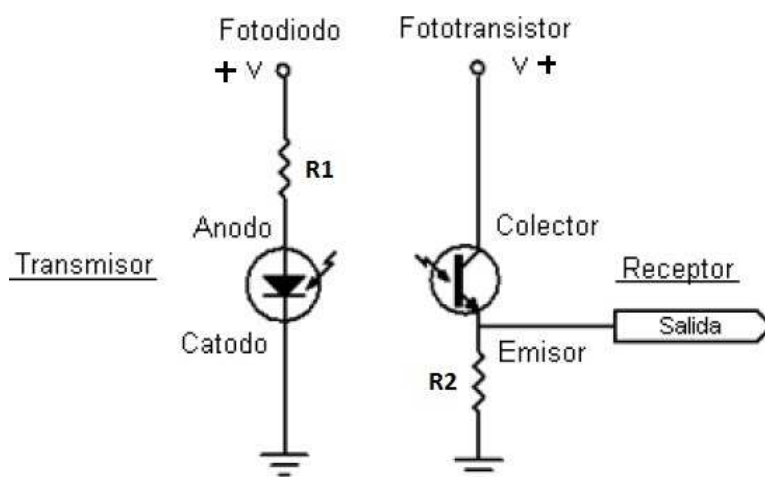 Fotodiodo
Fototransistor
+ V
V +
R1
Anodo
Colector
Transmisor
Receptor
Salida
Catodo
Emisor
R2